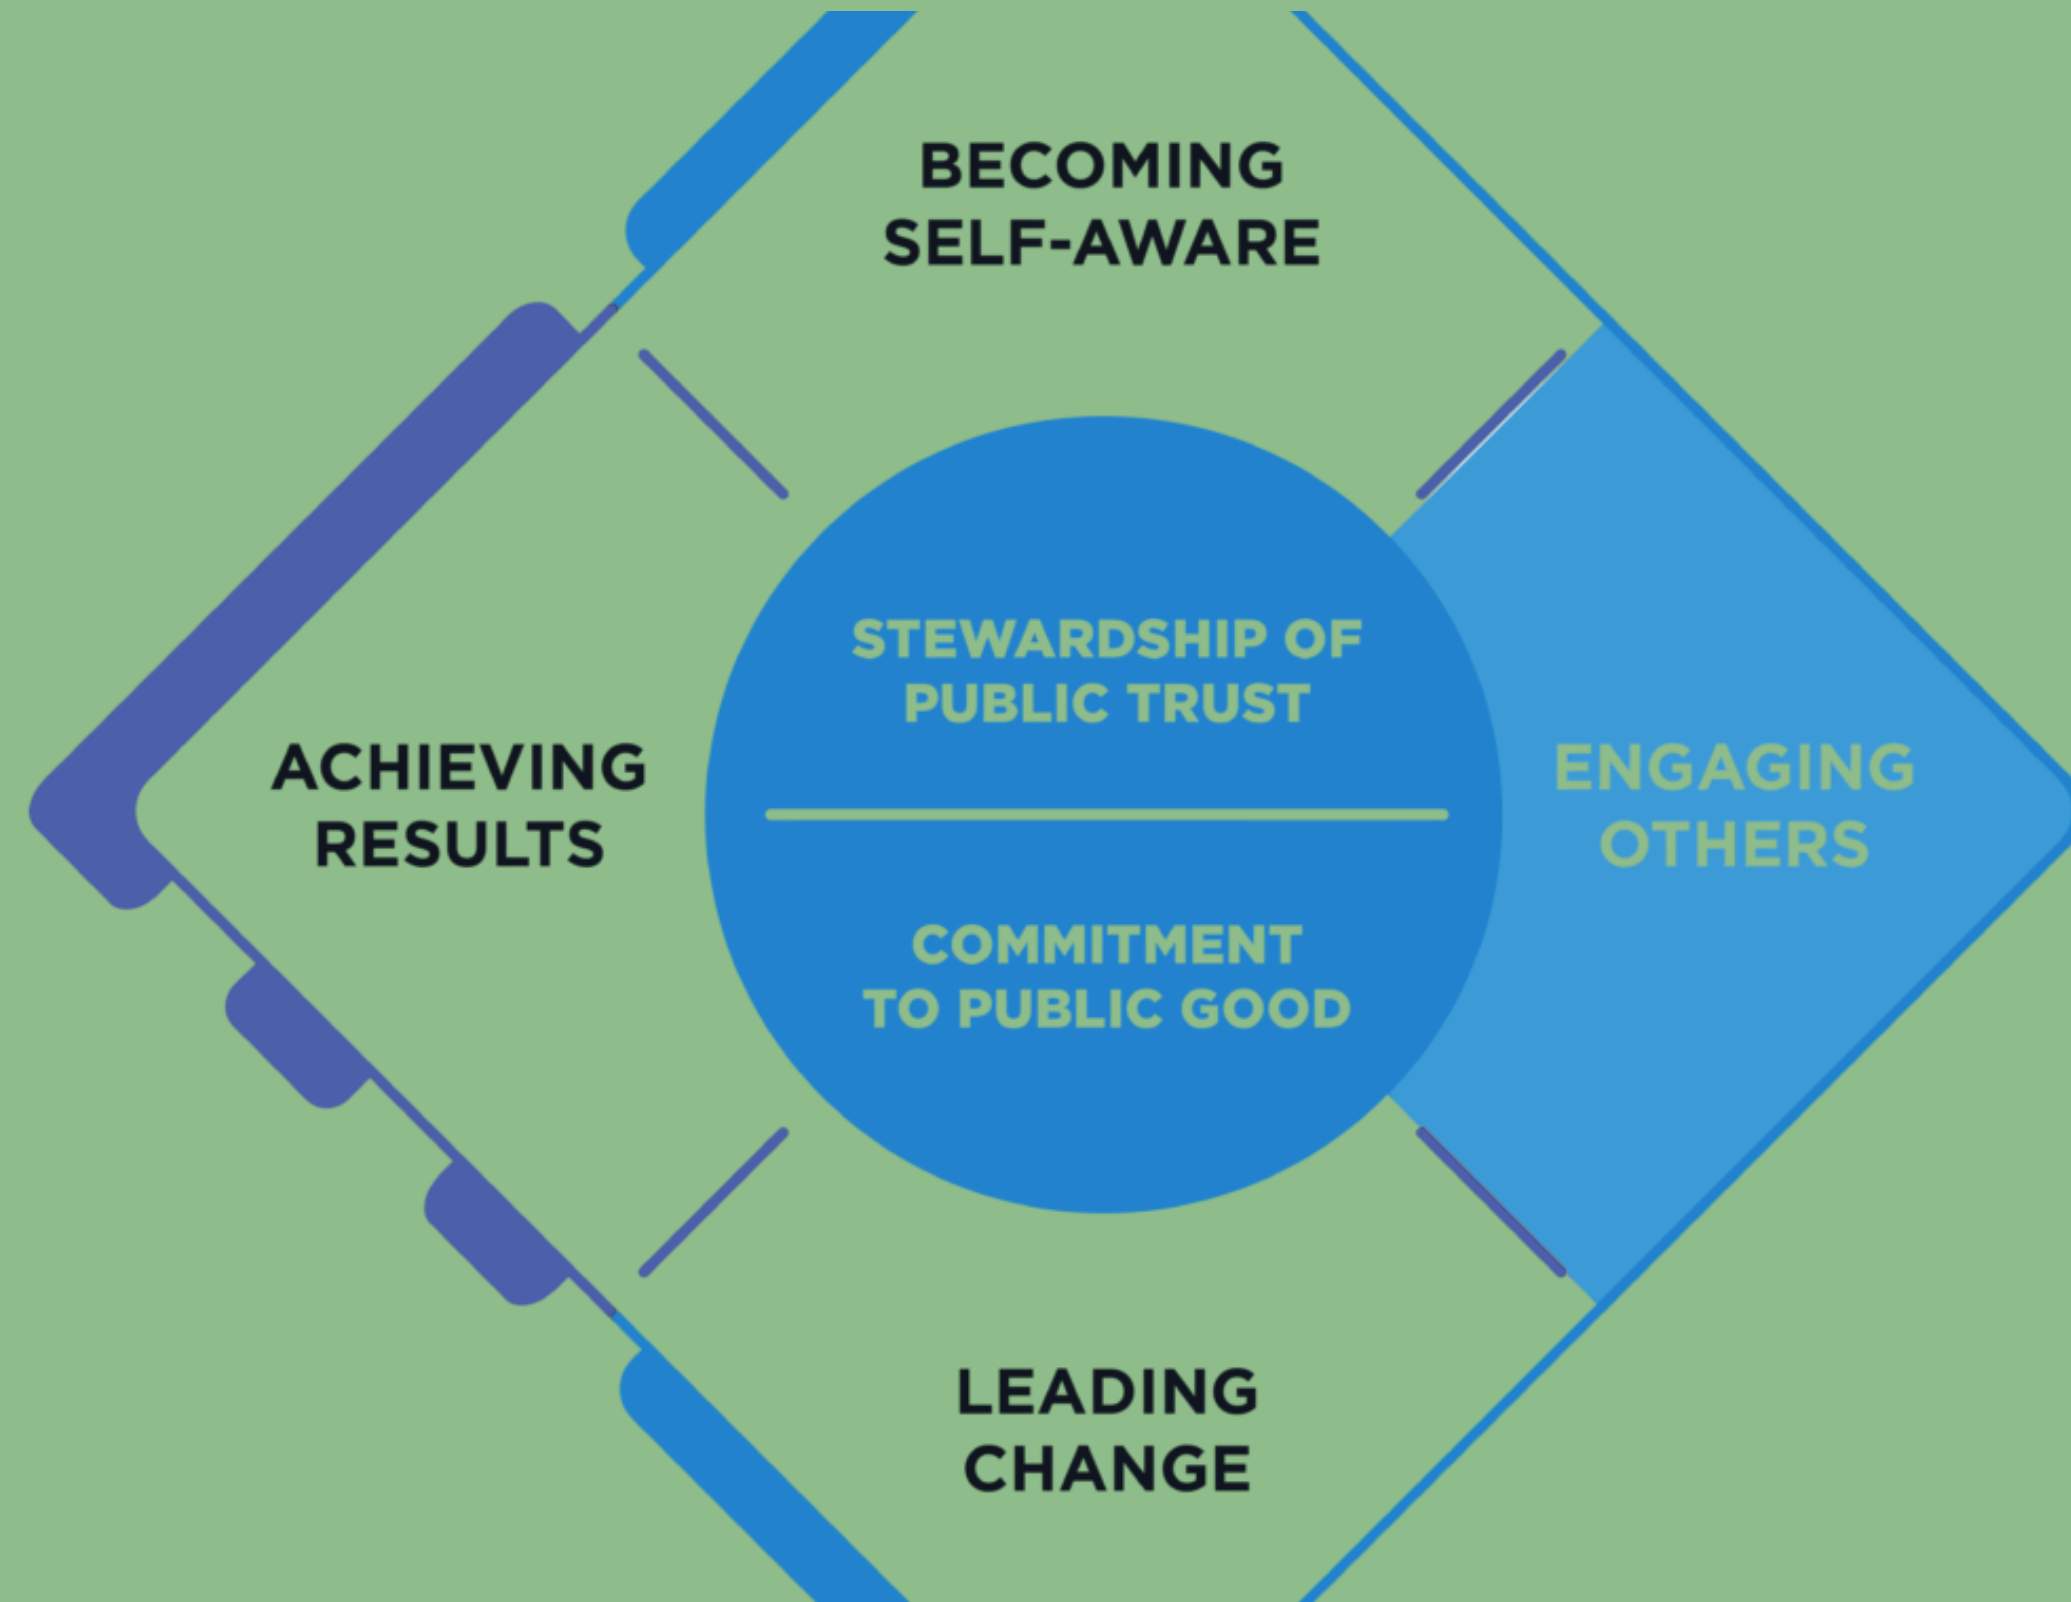 BECOMING
SELF-AWARE
STEWARDSHIP OF
PUBLIC TRUST
ACHIEVING
RESULTS
ENGAGING
OTHERS
COMMITMENT
TO PUBLIC GOOD
LEADING
CHANGE